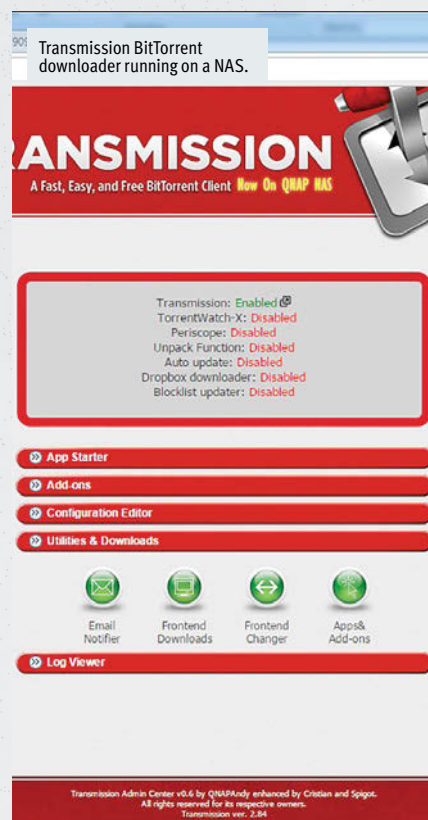 909
Transmission BitTorrent
downloader running on a NAS.
ANSMISSION
A Fast, Easy, and Free BitTorrent Client Now On QNAP NAS
Transmission: Enabled
TorrentWatch-X: Disabled
Periscope: Disabled
Unpack Function: Disabled
Auto update: Disabled
Dropbox downloader: Disabled
Blocklist updater: Disabled
App Starter
Add-ons
Configuration Editor
Utilities & Downloads
Email Frontend Frontend Apps&
Notifier Downloads Changer Add-ons
Log Viewer
Transmission Admin Center v0.6 by QNAPAndy enhanced by Cristian and Spigot.
All rights reserved for its respective owners.
Transmission ver. 2.84